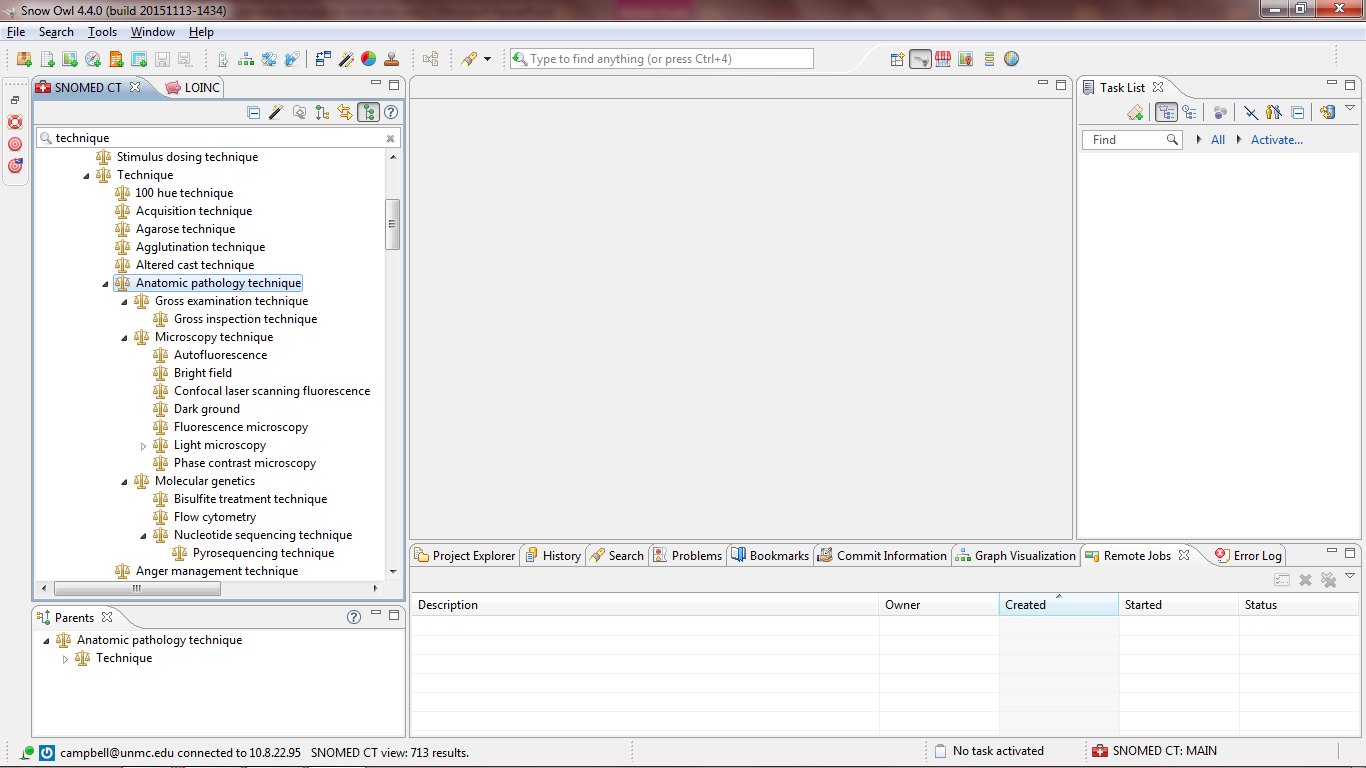 Snow Owl 4.4.0 (build 20151113-1434)
File Search Tools Window Help
Type to find anything (or press Ctrl+4)
SNOMED CT LOINC
technique
Stimulus dosing technique
Technique
100 hue technique
Acquisition technique
Agarose technique
Agglutination technique
Altered cast technique
Anatomic pathology technique
Gross examination technique
Gross inspection technique
Microscopy technique
Autofluorescence
Bright field
Confocal laser scanning fluorescence
Dark ground
Fluorescence microscopy
Light microscopy
Phase contrast microscopy
Molecular genetics
Bisulfite treatment technique
Flow cytometry
Nucleotide sequencing technique
Pyrosequencing technique
Anger management technique
Parents
Anatomic pathology technique
Technique
Task List
Find All Activate...
Project Explorer History Search Problems Bookmarks Commit Information Graph Visualization Remote Jobs Error Log
Description Owner Created Started Status
campbell@unmc.edu connected to 10.8.22.95 SNOMED CT view: 713 results. No task activated SNOMED CT: MAIN